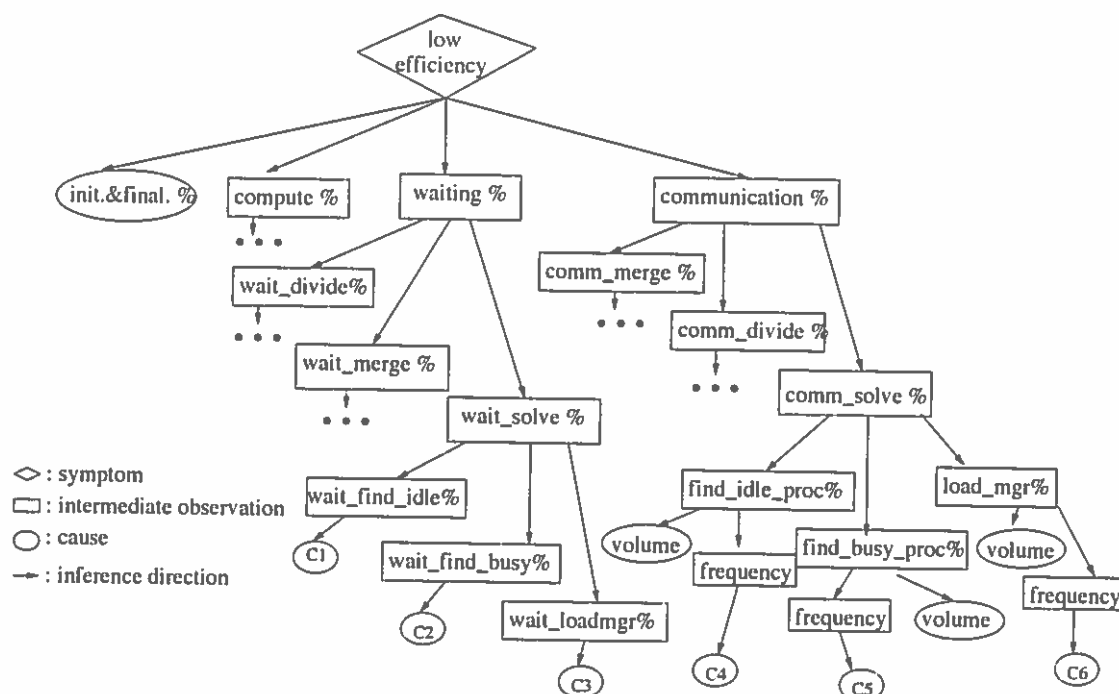 low
efficiency
init.&final. %
compute %
waiting %
communication %
wait_divide%
comm_merge %
comm_divide %
wait_merge %
comm_solve %
wait_solve %
: symptom
: intermediate observation
: cause
: inference direction
wait_find_idle%
find_idle_proc%
load_mgr%
C1
wait_find_busy%
volume
find_busy_proc%
volume
frequency
frequency
C2
wait_loadmgr%
frequency
volume
C3
C4
C5
C6